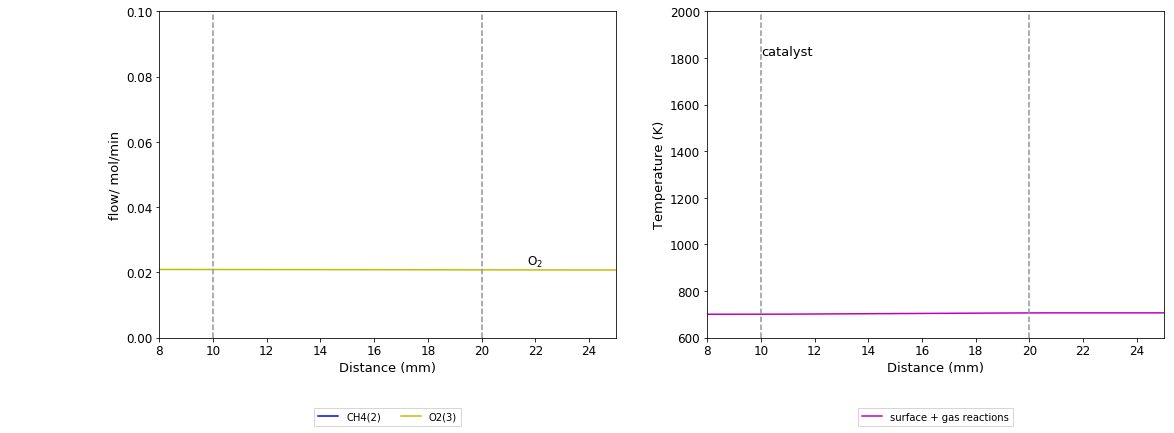 0.10
0.08
0.06
0.04
0.02
0.00
flow/ mol/min
O2
8 10 12 14 16 18 20 22 24
Distance (mm)
CH4(2) O2(3)
2000
1800
1600
1400
1200
1000
800
600
Temperature (K)
catalyst
8 10 12 14 16 18 20 22 24
Distance (mm)
surface + gas reactions